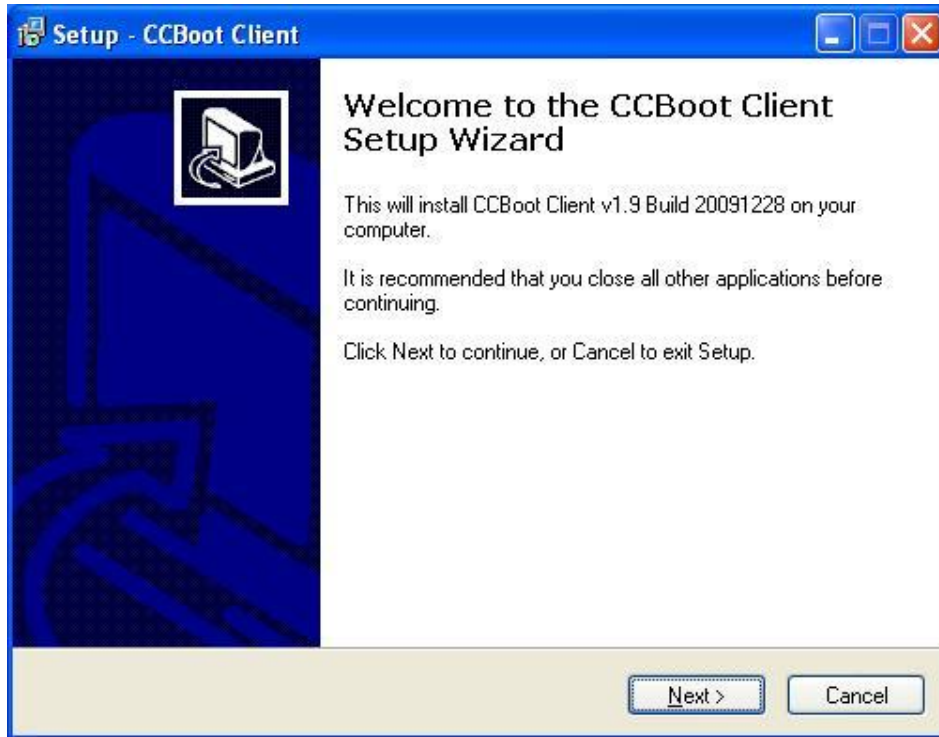 Setup - CCBoot Client
Welcome to the CCBoot Client
Setup Wizard
This will install CCBoot Client v1.9 Build 20091228 on your
computer.
It is recommended that you close all other applications before
continuing.
Click Next to continue, or Cancel to exit Setup.
Next >
Cancel